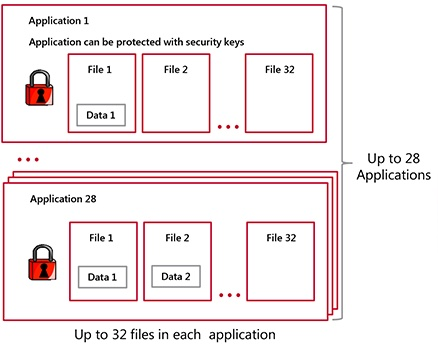 Application 1
Application can be protected with security keys
File 1 File 2 File 32
Data 1
Up to 28
Applications
Application 28
File 1 File 2 File 32
Data 1 Data 2
Up to 32 files in each application